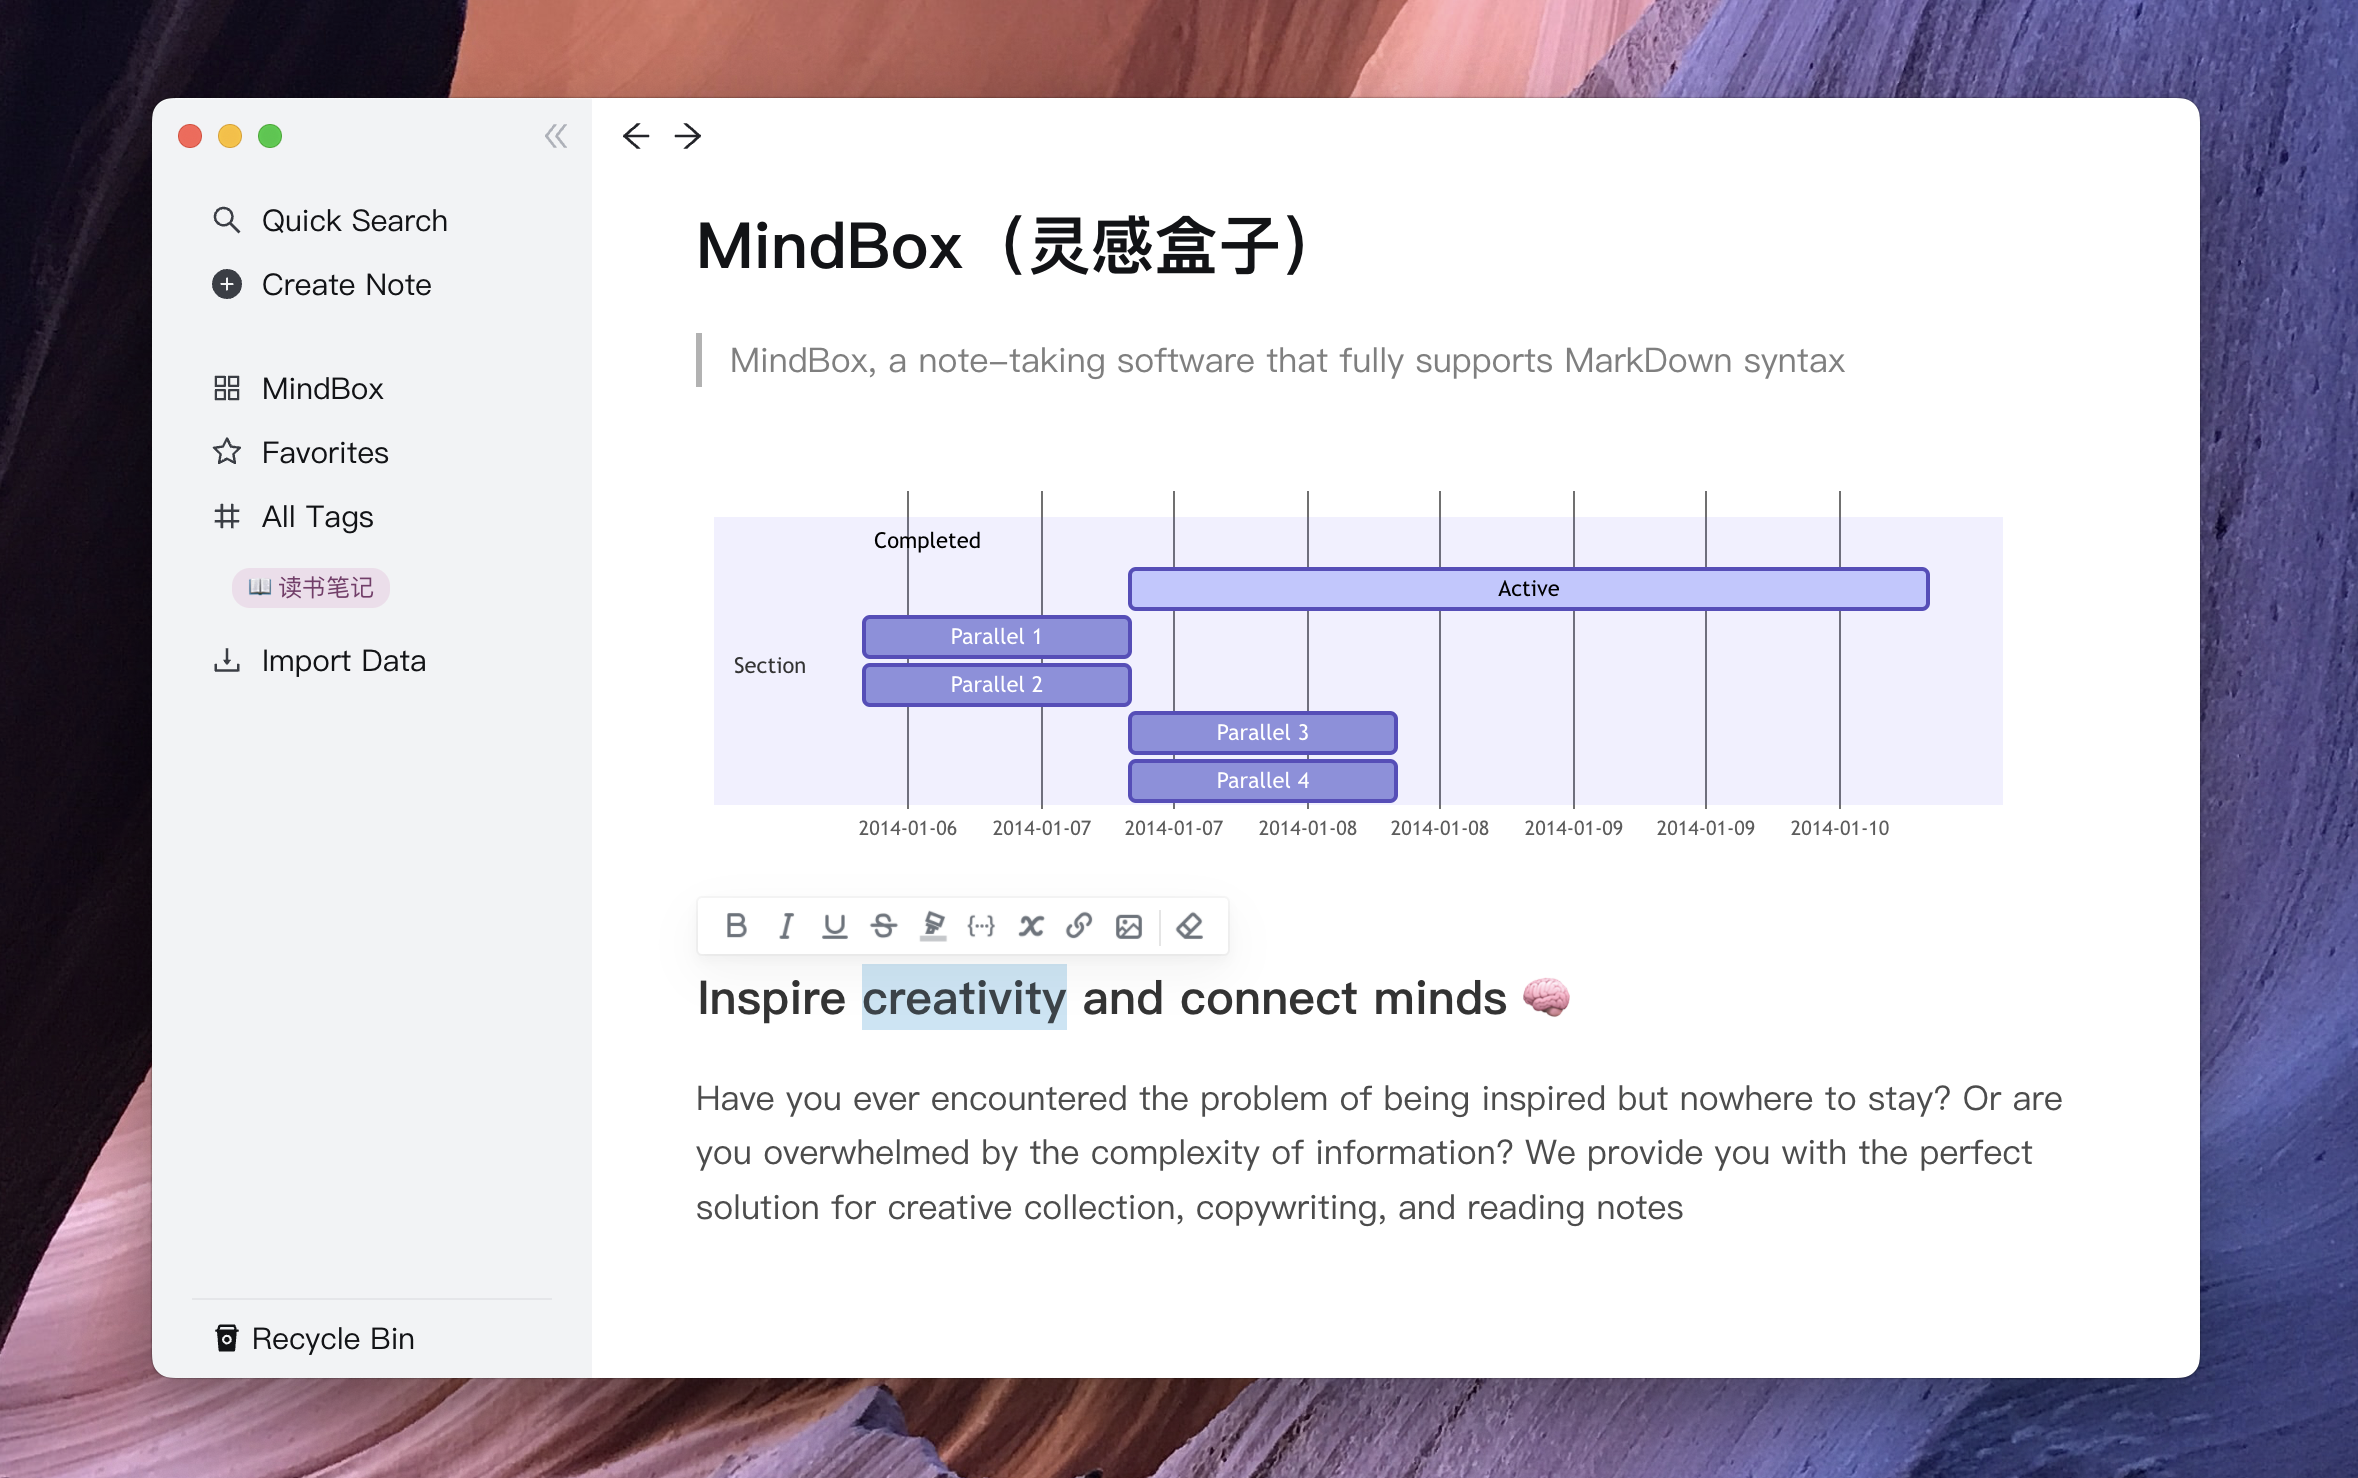 Quick Search
Create Note
MindBox
Favorites
All Tags
📖 读书笔记
Import Data
Recycle Bin
MindBox（灵感盒子）
MindBox, a note-taking software that fully supports MarkDown syntax
Completed
Active
Parallel 1
Section
Parallel 2
Parallel 3
Parallel 4
2014-01-06 2014-01-07 2014-01-07 2014-01-08 2014-01-08 2014-01-09 2014-01-09 2014-01-10
B I U S
Inspire creativity and connect minds 🧠
Have you ever encountered the problem of being inspired but nowhere to stay? Or are
you overwhelmed by the complexity of information? We provide you with the perfect
solution for creative collection, copywriting, and reading notes